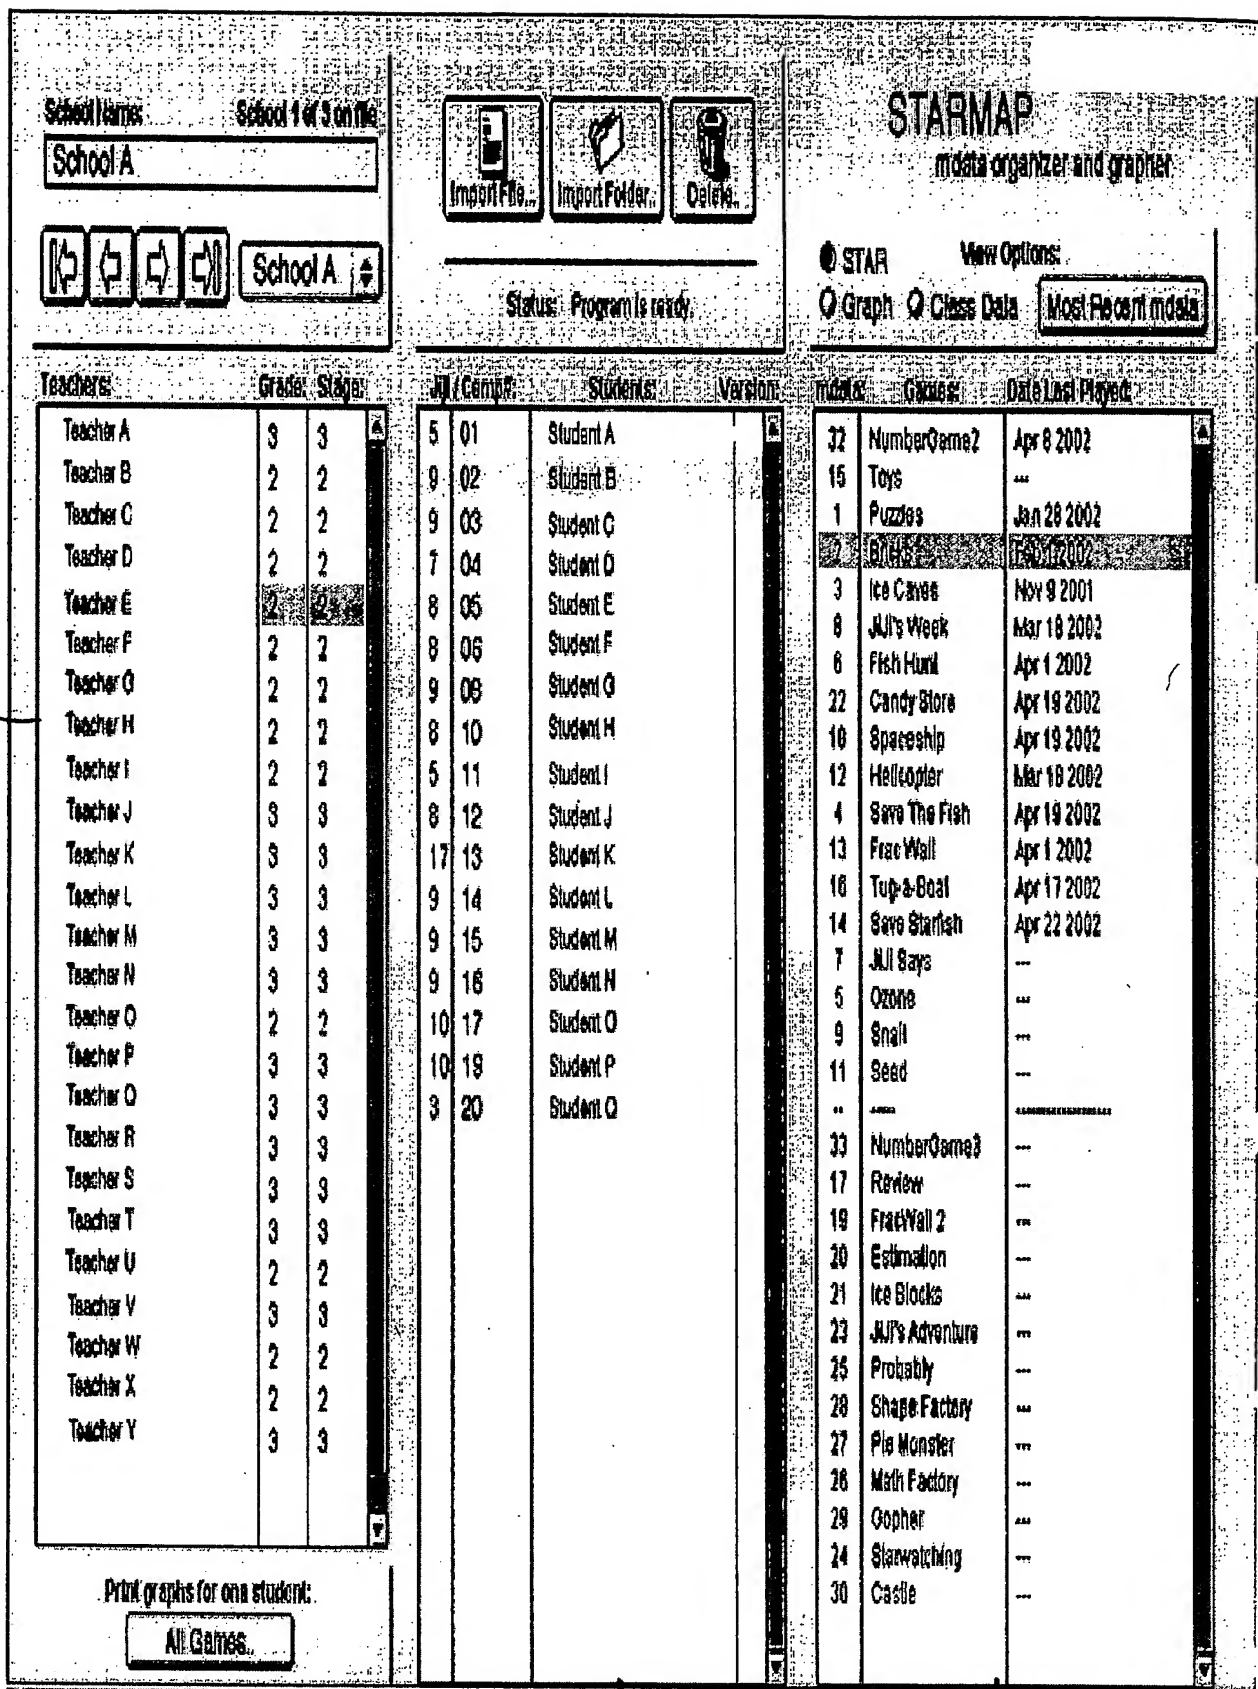 School Name: School 1 of 3 on file
School A
School A
Import File... Import Folder.. Delete..
Status: Program is ready.
STARMAP
mdata organizer and grapher
STAR View Options:
Graph Class Data Most Recent mdata
Teachers: Grade: Stage:
Teacher A 3 3
Teacher B 2 2
Teacher C 2 2
Teacher D 2 2
Teacher E 2 2
Teacher F 2 2
Teacher G 2 2
Teacher H 2 2
Teacher I 2 2
Teacher J 3 3
Teacher K 3 3
Teacher L 3 3
Teacher M 3 3
Teacher N 3 3
Teacher O 2 2
Teacher P 3 3
Teacher Q 3 3
Teacher R 3 3
Teacher S 3 3
Teacher T 3 3
Teacher U 2 2
Teacher V 3 3
Teacher W 2 2
Teacher X 2 2
Teacher Y 3 3
Print graphs for one student:
All Games..
Jiji / Comp#: Students: Version:
5 01 Student A
9 02 Student B
9 03 Student C
7 04 Student D
8 05 Student E
8 06 Student F
9 08 Student G
8 10 Student H
5 11 Student I
8 12 Student J
17 13 Student K
9 14 Student L
9 15 Student M
9 16 Student N
10 17 Student O
10 19 Student P
3 20 Student Q
mdata: Games: Date Last Played:
32 NumberGame2 Apr 8 2002
15 Toys ---
1 Puzzles Jan 28 2002
2 Bricks 2002
3 Ice Caves Nov 9 2001
8 JiJi's Week Mar 18 2002
6 Fish Hunt Apr 1 2002
22 Candy Store Apr 19 2002
18 Spaceship Apr 19 2002
12 Helicopter Mar 18 2002
4 Save The Fish Apr 19 2002
13 Frac Wall Apr 1 2002
16 Tug-a-Boat Apr 17 2002
14 Save Starfish Apr 22 2002
7 JiJi Says ---
5 Ozone ---
9 Snail ---
11 Seed ---
-- ---- ------------------
33 NumberGame3 ---
17 Review ---
19 FracWall 2 ---
20 Estimation ---
21 Ice Blocks ---
23 JiJi's Adventure ---
25 Probably ---
28 Shape Factory ---
27 Pie Monster ---
26 Math Factory ---
29 Gopher ---
24 Starwatching ---
30 Castle ---